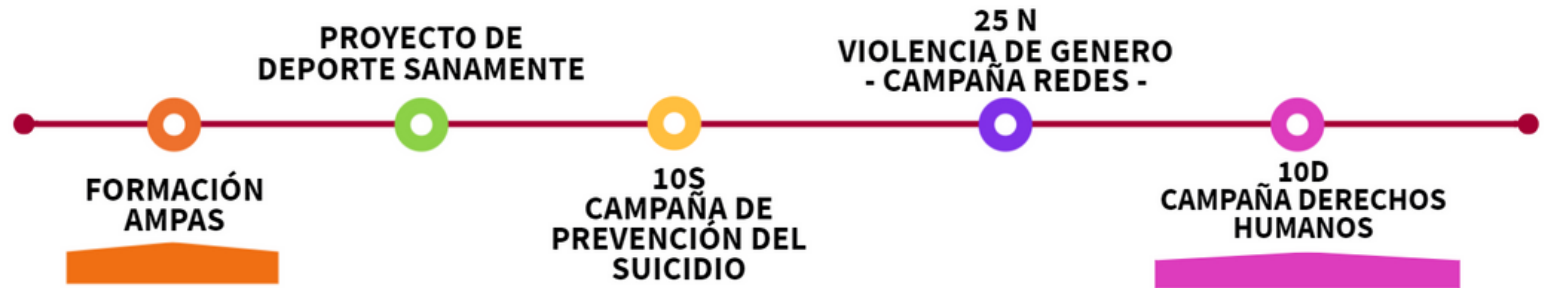 FORMACIÓN
AMPAS
PROYECTO DE
DEPORTE SANAMENTE
10S
CAMPAÑA DE
PREVENCIÓN DEL
SUICIDIO
25 N
VIOLENCIA DE GENERO
- CAMPAÑA REDES -
10D
CAMPAÑA DERECHOS
HUMANOS